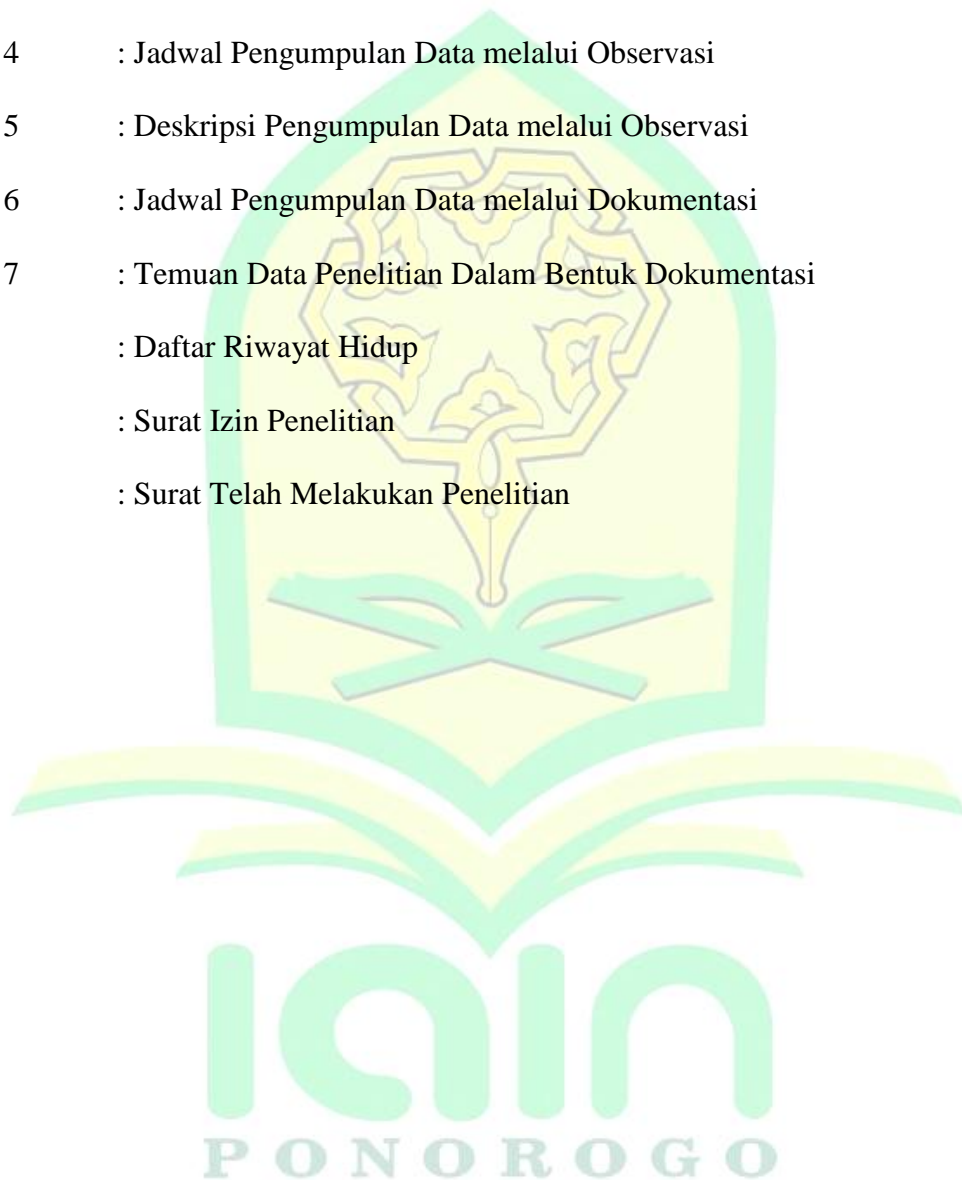 4 : Jadwal Pengumpulan Data melalui Observasi
5 : Deskripsi Pengumpulan Data melalui Observasi
6 : Jadwal Pengumpulan Data melalui Dokumentasi
7 : Temuan Data Penelitian Dalam Bentuk Dokumentasi
: Daftar Riwayat Hidup
: Surat Izin Penelitian
: Surat Telah Melakukan Penelitian
iain
PONOROGO